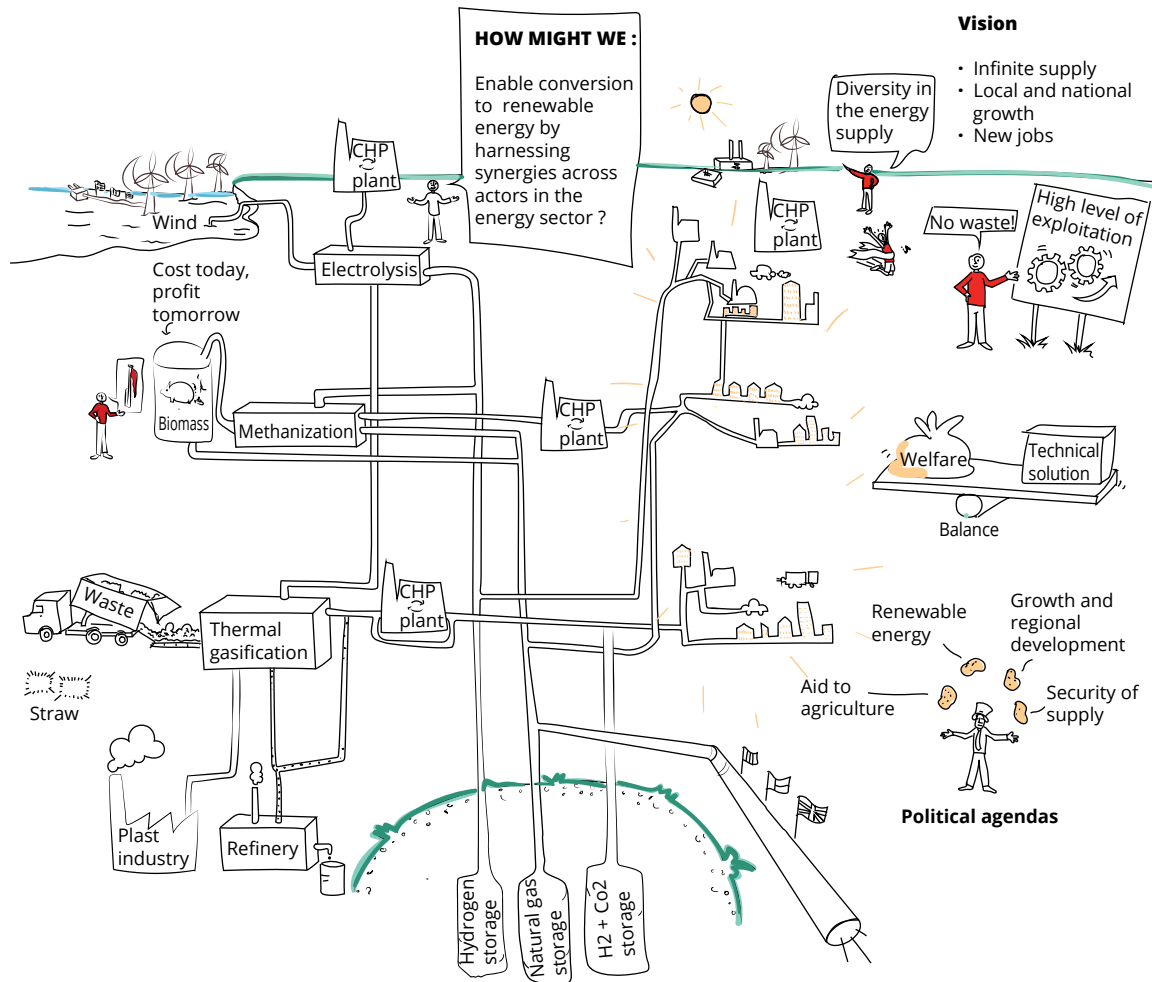 HOW MIGHT WE :
Enable conversion
to renewable
energy by
harnessing
synergies across
actors in the
energy sector ?
Vision
• Infinite supply
• Local and national
growth
• New jobs
Diversity in
the energy
supply
CHP
plant
Wind
Electrolysis
CHP
plant
No waste!
High level of
exploitation
Cost today,
profit
tomorrow
Biomass
Methanization
CHP
plant
Welfare
Technical
solution
Balance
Waste
Thermal
gasification
CHP
plant
Straw
Renewable
energy
Growth and
regional
development
Aid to
agriculture
Security of
supply
Political agendas
Plast
industry
Refinery
Hydrogen
storage
Natural gas
storage
H2 + Co2
storage